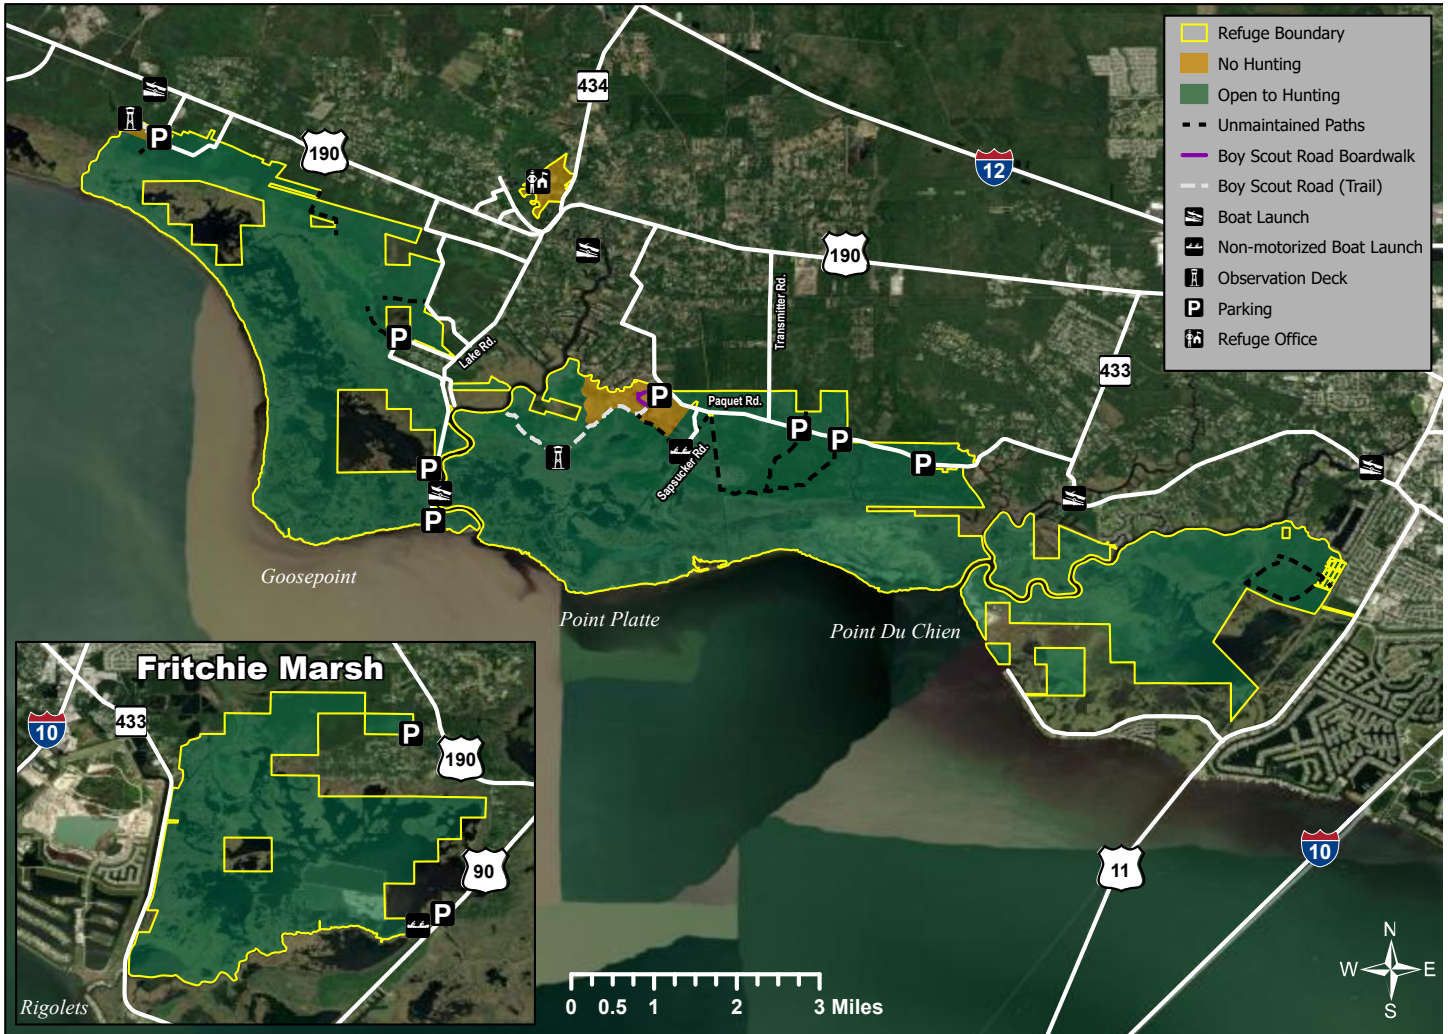 Refuge Boundary
No Hunting
Open to Hunting
Unmaintained Paths
Boy Scout Road Boardwalk
Boy Scout Road (Trail)
Boat Launch
Non-motorized Boat Launch
Observation Deck
P Parking
Refuge Office
434
190
12
P
190
Transmitter Rd.
433
P
Lake Rd.
P
Paquet Rd.
P
P
P
P
Sapsucker Rd.
P
Goosepoint
Point Platte
Point Du Chien
11
10
Fritchie Marsh
10
433
P
190
90
P
Rigolets
0 0.5 1 2 3 Miles
N
W E
S